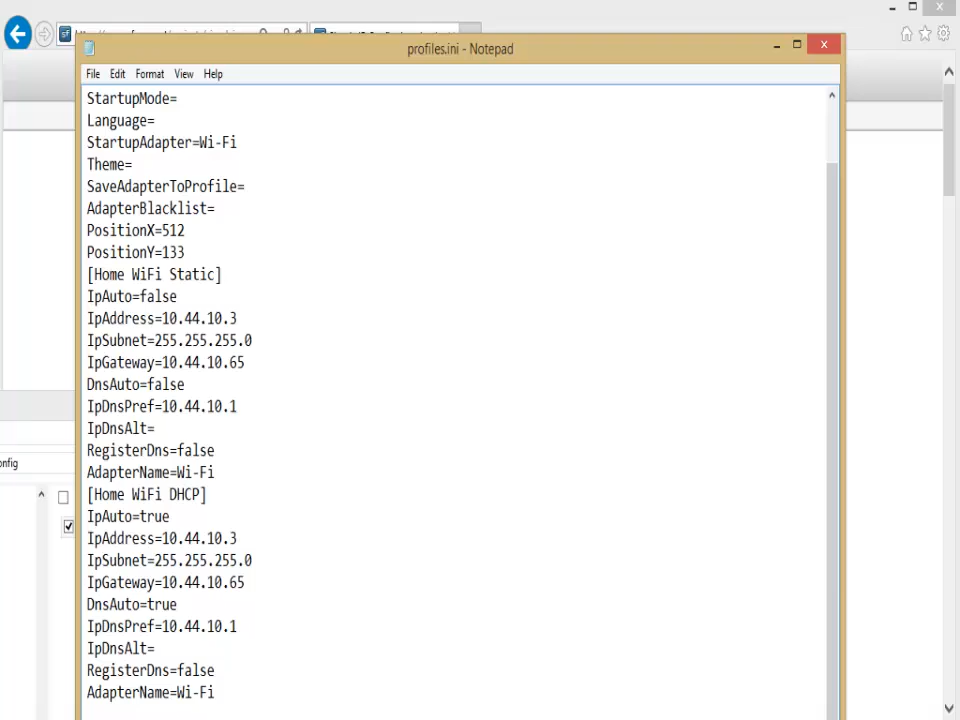 profiles.ini - Notepad
File Edit Format View Help
StartupMode=
Language=
StartupAdapter=Wi-Fi
Theme=
SaveAdapterToProfile=
AdapterBlacklist=
PositionX=512
PositionY=133
[Home WiFi Static]
IpAuto=false
IpAddress=10.44.10.3
IpSubnet=255.255.255.0
IpGateway=10.44.10.65
DnsAuto=false
IpDnsPref=10.44.10.1
IpDnsAlt=
RegisterDns=false
AdapterName=Wi-Fi
onfig
[Home WiFi DHCP]
IpAuto=true
IpAddress=10.44.10.3
IpSubnet=255.255.255.0
IpGateway=10.44.10.65
DnsAuto=true
IpDnsPref=10.44.10.1
IpDnsAlt=
RegisterDns=false
AdapterName=Wi-Fi